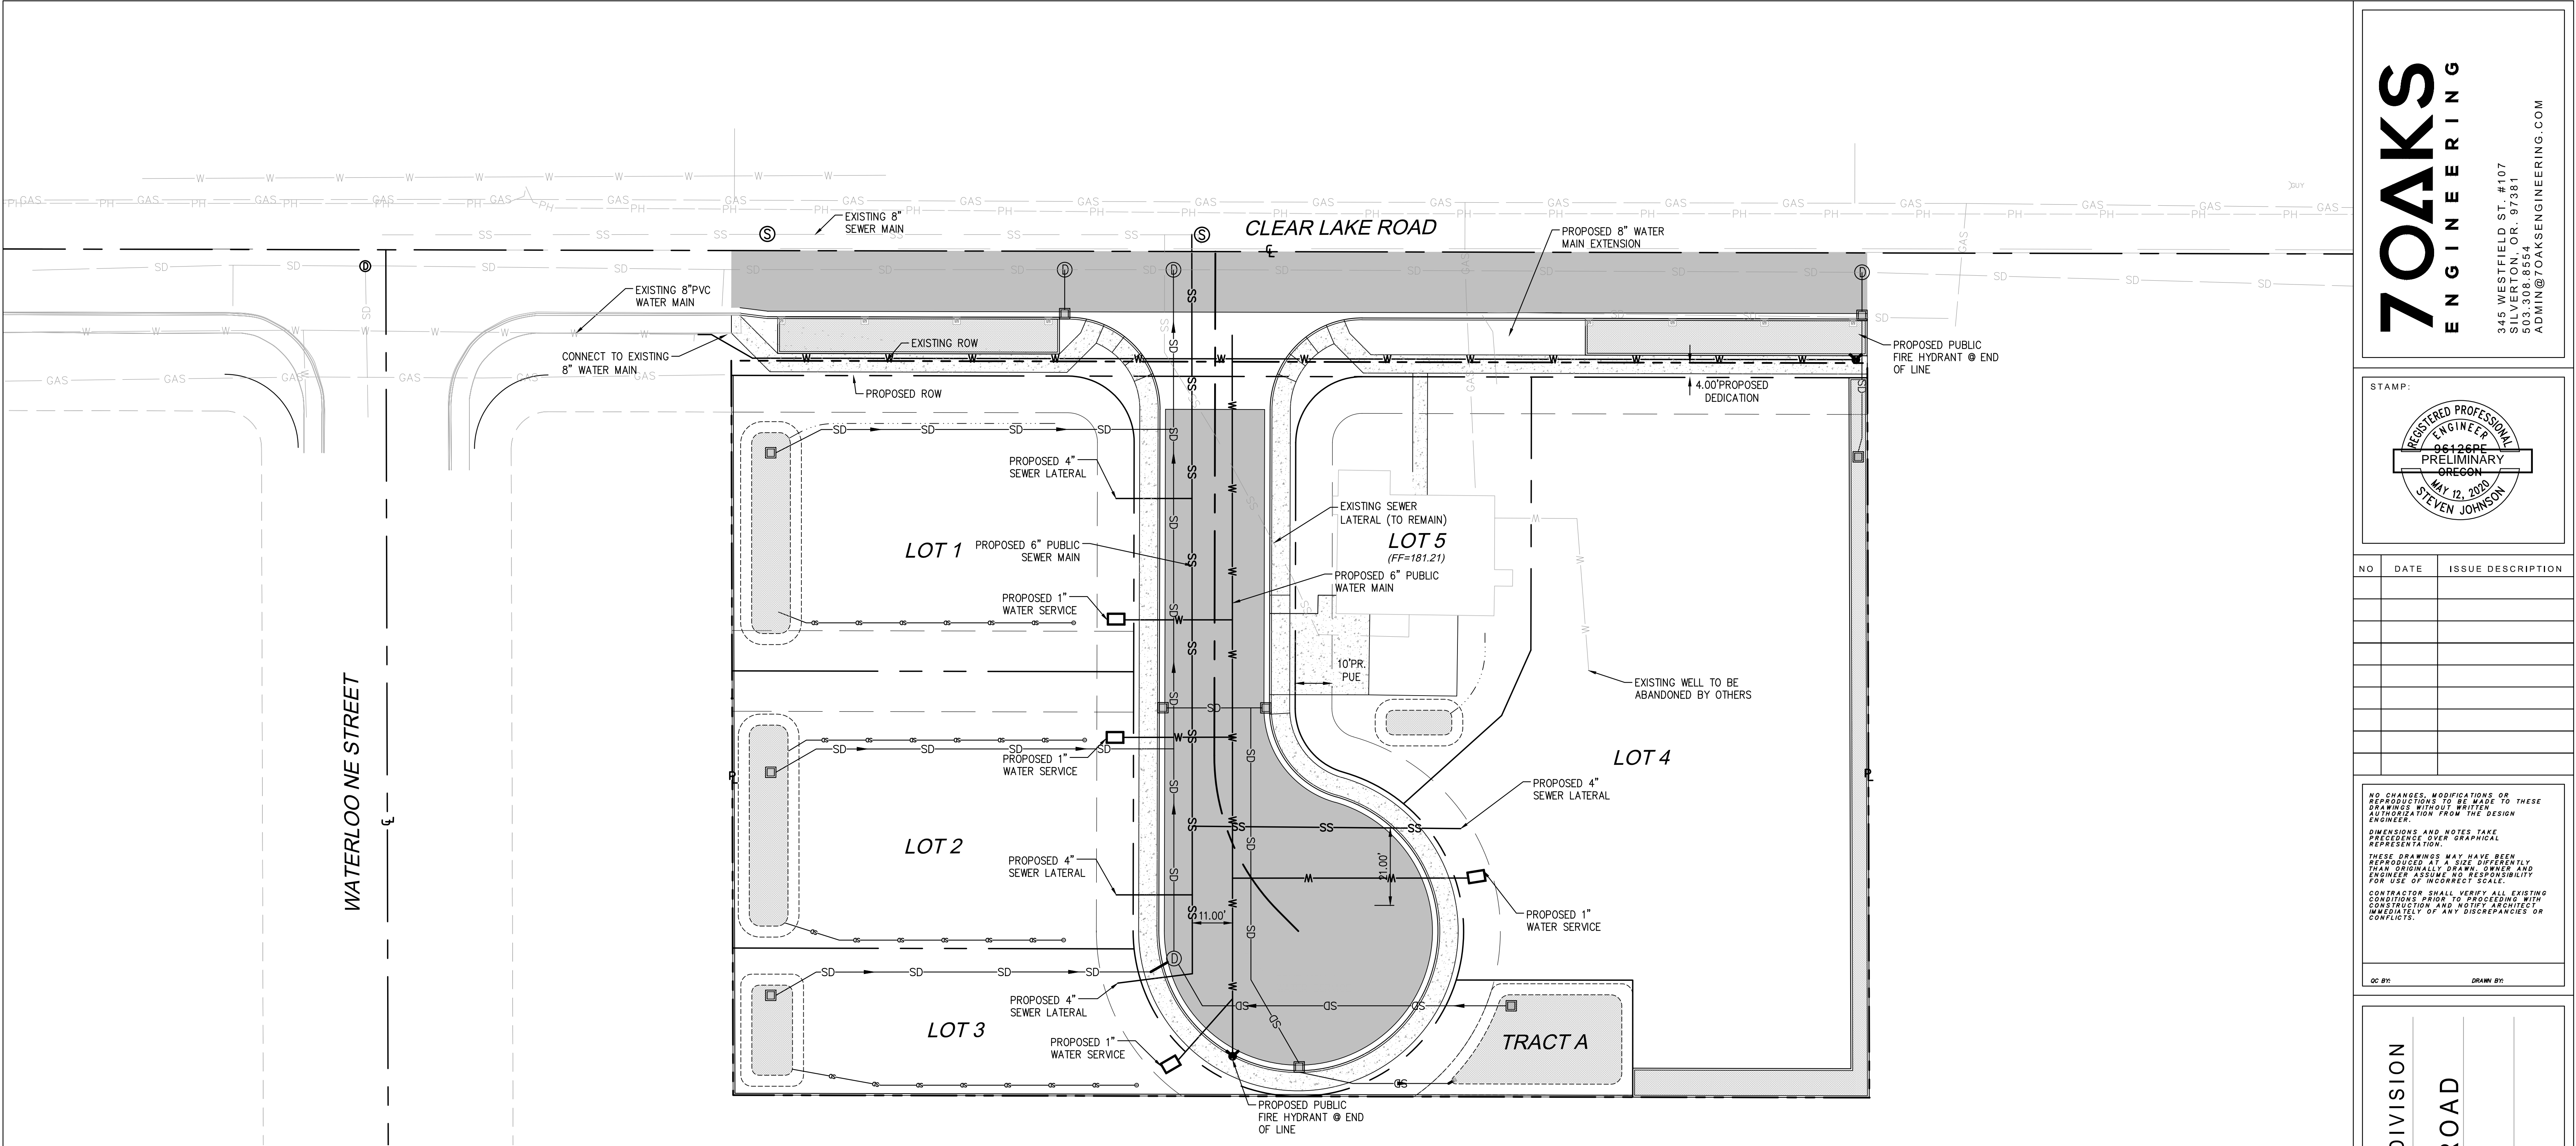 EXISTING 8"
SEWER MAIN
CLEAR LAKE ROAD
PROPOSED 8" WATER
MAIN EXTENSION
EXISTING 8"PVC
WATER MAIN
CONNECT TO EXISTING
8" WATER MAIN
EXISTING ROW
PROPOSED ROW
PROPOSED PUBLIC
FIRE HYDRANT @ END
OF LINE
4.00'PROPOSED
DEDICATION
PROPOSED 4"
SEWER LATERAL
EXISTING SEWER
LATERAL (TO REMAIN)
LOT 1
PROPOSED 6" PUBLIC
SEWER MAIN
LOT 5
(FF=181.21)
PROPOSED 6" PUBLIC
WATER MAIN
PROPOSED 1"
WATER SERVICE
10'PR.
PUE
EXISTING WELL TO BE
ABANDONED BY OTHERS
WATERLOO NE STREET
PROPOSED 1"
WATER SERVICE
LOT 4
PROPOSED 4"
SEWER LATERAL
LOT 2
PROPOSED 4"
SEWER LATERAL
21.00'
11.00'
PROPOSED 1"
WATER SERVICE
PROPOSED 4"
SEWER LATERAL
LOT 3
PROPOSED 1"
WATER SERVICE
TRACT A
PROPOSED PUBLIC
FIRE HYDRANT @ END
OF LINE
7OAKS
ENGINEERING
345 WESTFIELD ST. #107
SILVERTON, OR. 97381
503.308.8554
ADMIN@7OAKSENGINEERING.COM
STAMP:
REGISTERED PROFESSIONAL
ENGINEER
96126PE
PRELIMINARY
OREGON
MAY 12, 2020
STEVEN JOHNSON
NO DATE ISSUE DESCRIPTION
NO CHANGES, MODIFICATIONS OR
REPRODUCTIONS TO BE MADE TO THESE
DRAWINGS WITHOUT WRITTEN
AUTHORIZATION FROM THE DESIGN
ENGINEER.
DIMENSIONS AND NOTES TAKE
PRECEDENCE OVER GRAPHICAL
REPRESENTATION.
THESE DRAWINGS MAY HAVE BEEN
REPRODUCED AT A SIZE DIFFERENTLY
THAN ORIGINALLY DRAWN. OWNER AND
ENGINEER ASSUME NO RESPONSIBILITY
FOR USE OF INCORRECT SCALE.
CONTRACTOR SHALL VERIFY ALL EXISTING
CONDITIONS PRIOR TO PROCEEDING WITH
CONSTRUCTION AND NOTIFY ARCHITECT
IMMEDIATELY OF ANY DISCREPANCIES OR
CONFLICTS.
QC BY: DRAWN BY:
DIVISION
ROAD